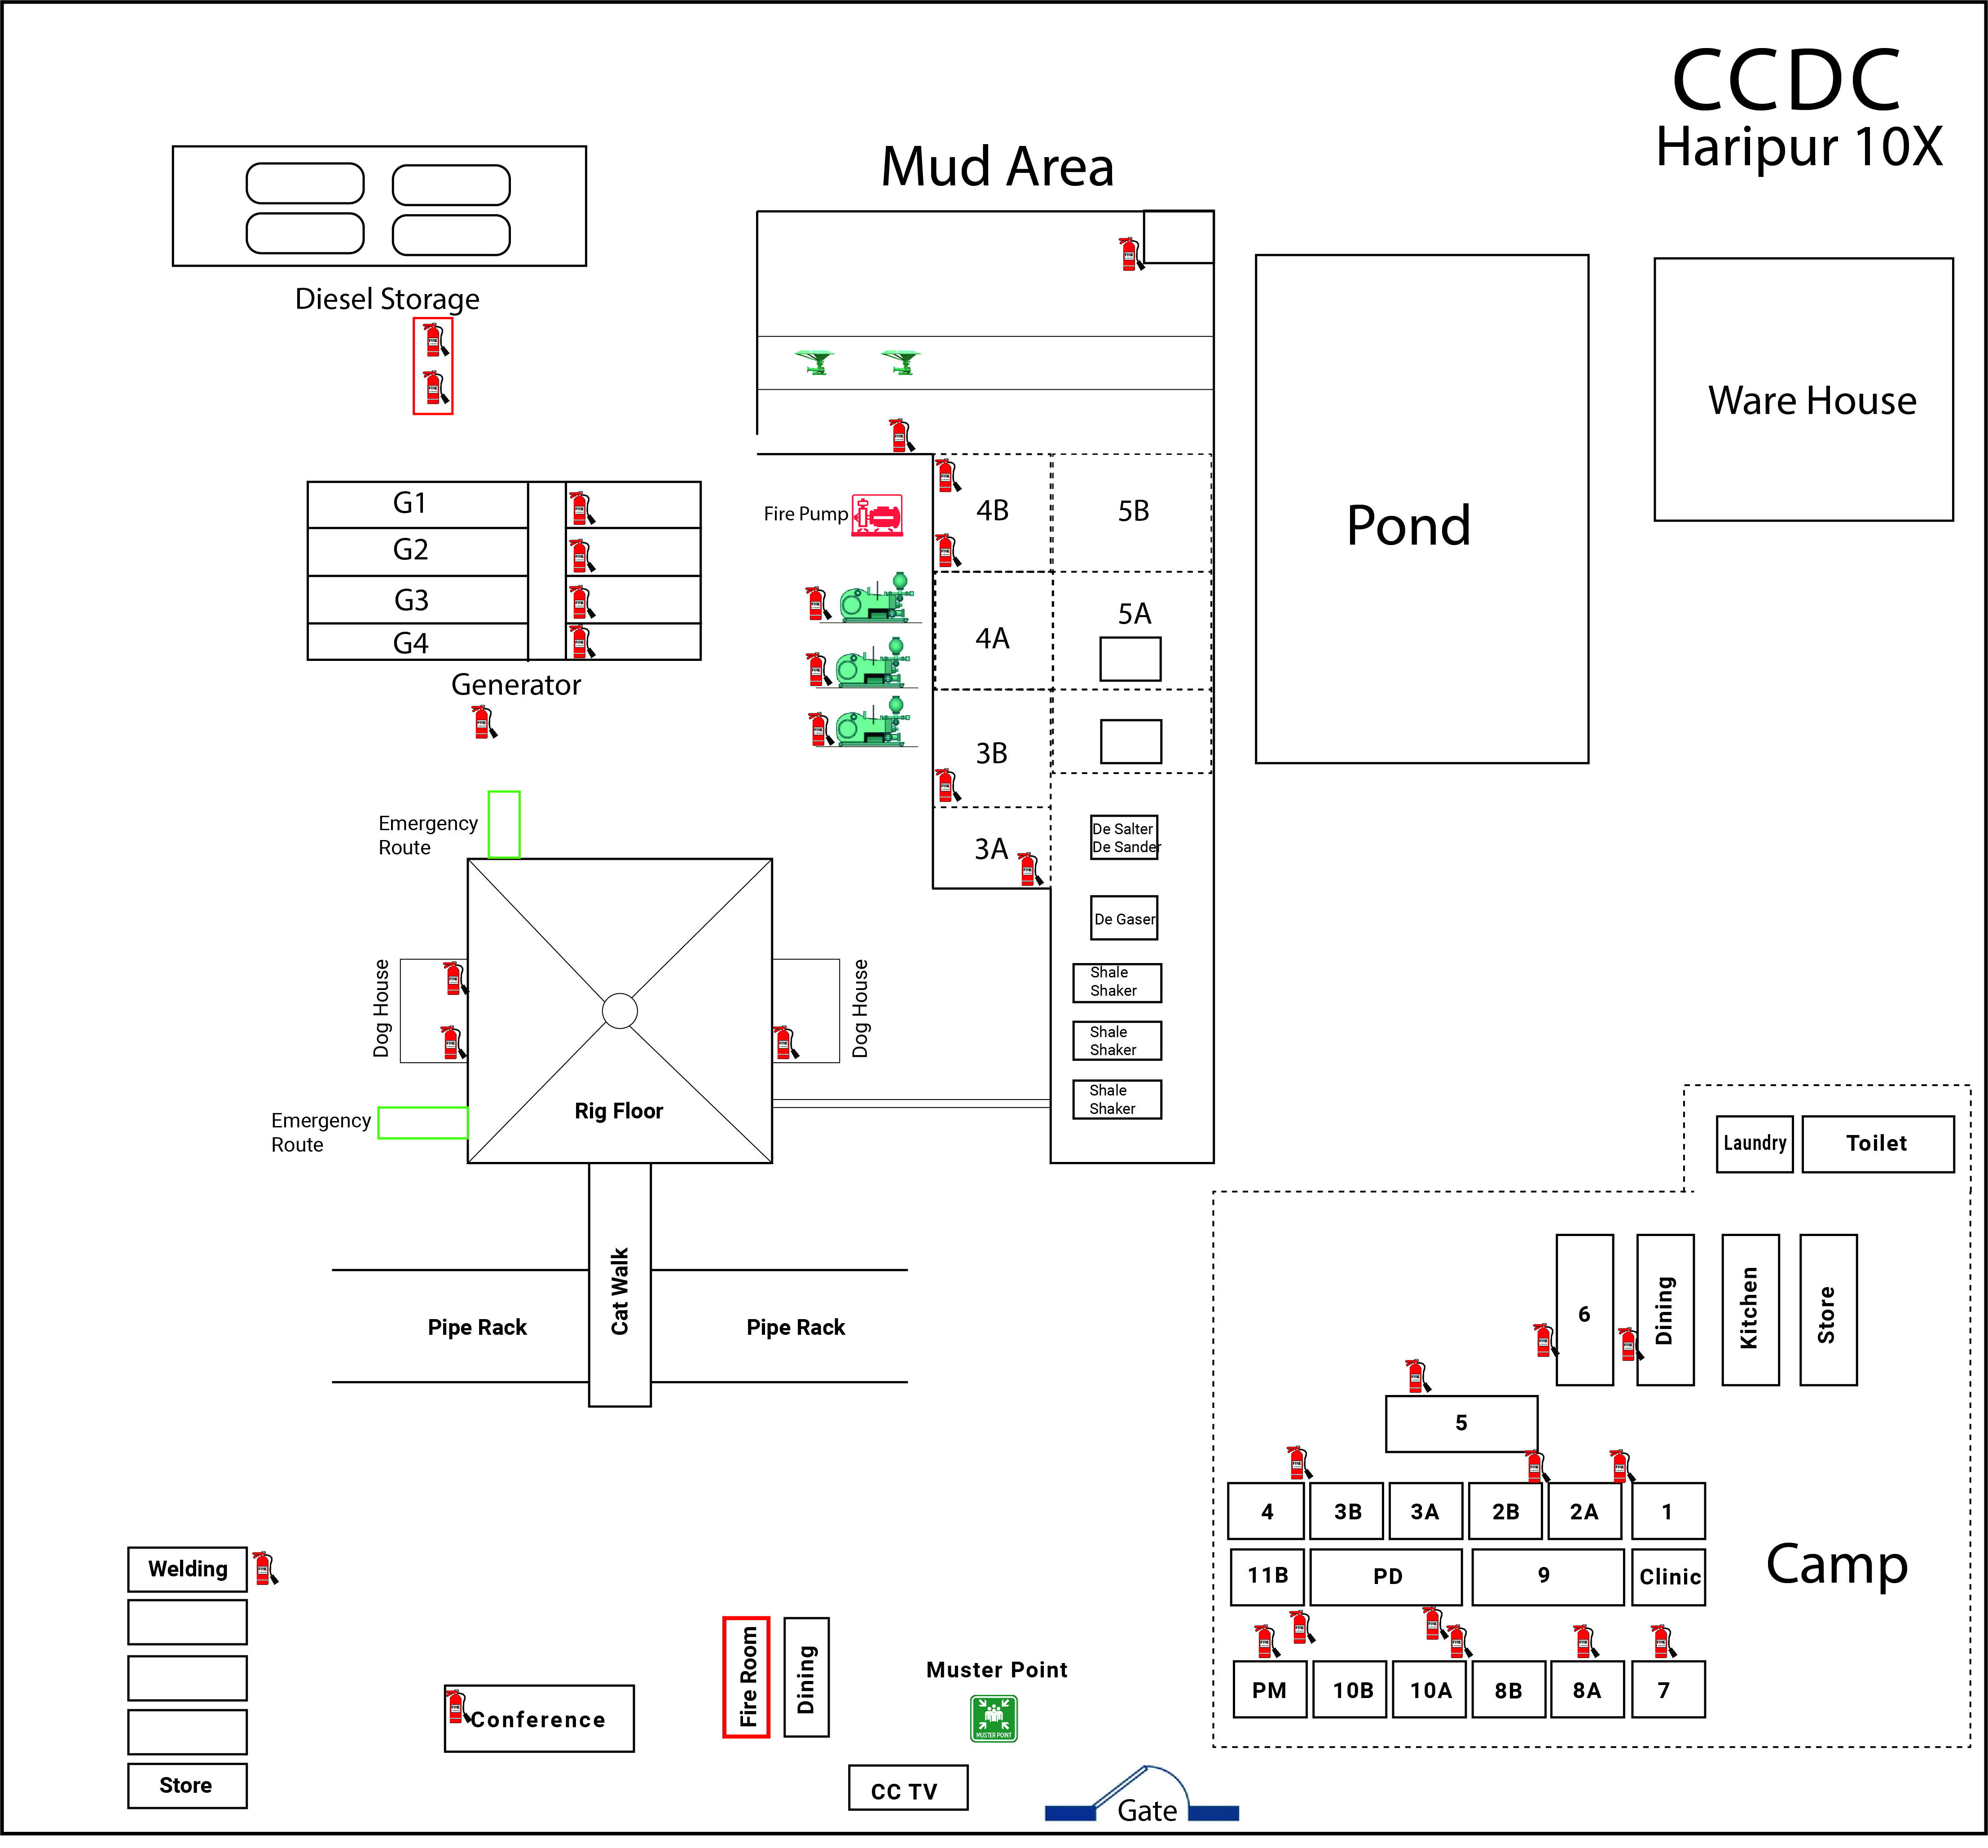 CCDC
Haripur 10X
Mud Area
Diesel Storage
Ware House
Pond
G1
G2
G3
G4
Generator
Fire Pump
4B
5B
4A
5A
3B
3A
De Salter
De Sander
De Gaser
Shale
Shaker
Shale
Shaker
Shale
Shaker
Emergency
Route
Dog House
Dog House
Rig Floor
Emergency
Route
Cat Walk
Pipe Rack
Pipe Rack
Laundry
Toilet
6
Dining
Kitchen
Store
5
4
3B
3A
2B
2A
1
11B
PD
9
Clinic
Camp
PM
10B
10A
8B
8A
7
Welding
Store
Conference
Fire Room
Dining
Muster Point
MUSTER POINT
CC TV
Gate